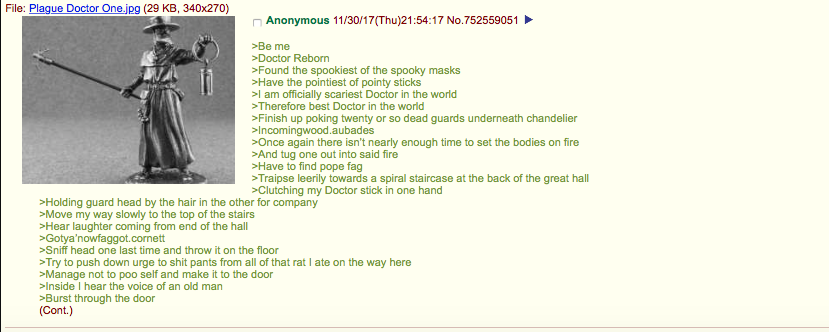 File: Plague Doctor One.jpg (29 KB, 340x270)
Anonymous 11/30/17(Thu)21:54:17 No.752559051
>Be me
>Doctor Reborn
>Found the spookiest of the spooky masks
>Have the pointiest of pointy sticks
>I am officially scariest Doctor in the world
>Therefore best Doctor in the world
>Finish up poking twenty or so dead guards underneath chandelier
>Incomingwood.aubades
>Once again there isn't nearly enough time to set the bodies on fire
>And tug one out into said fire
>Have to find pope fag
>Traipse leerily towards a spiral staircase at the back of the great hall
>Clutching my Doctor stick in one hand
>Holding guard head by the hair in the other for company
>Move my way slowly to the top of the stairs
>Hear laughter coming from end of the hall
>Gotya'nowfaggot.cornett
>Sniff head one last time and throw it on the floor
>Try to push down urge to shit pants from all of that rat I ate on the way here
>Manage not to poo self and make it to the door
>Inside I hear the voice of an old man
>Burst through the door
(Cont.)